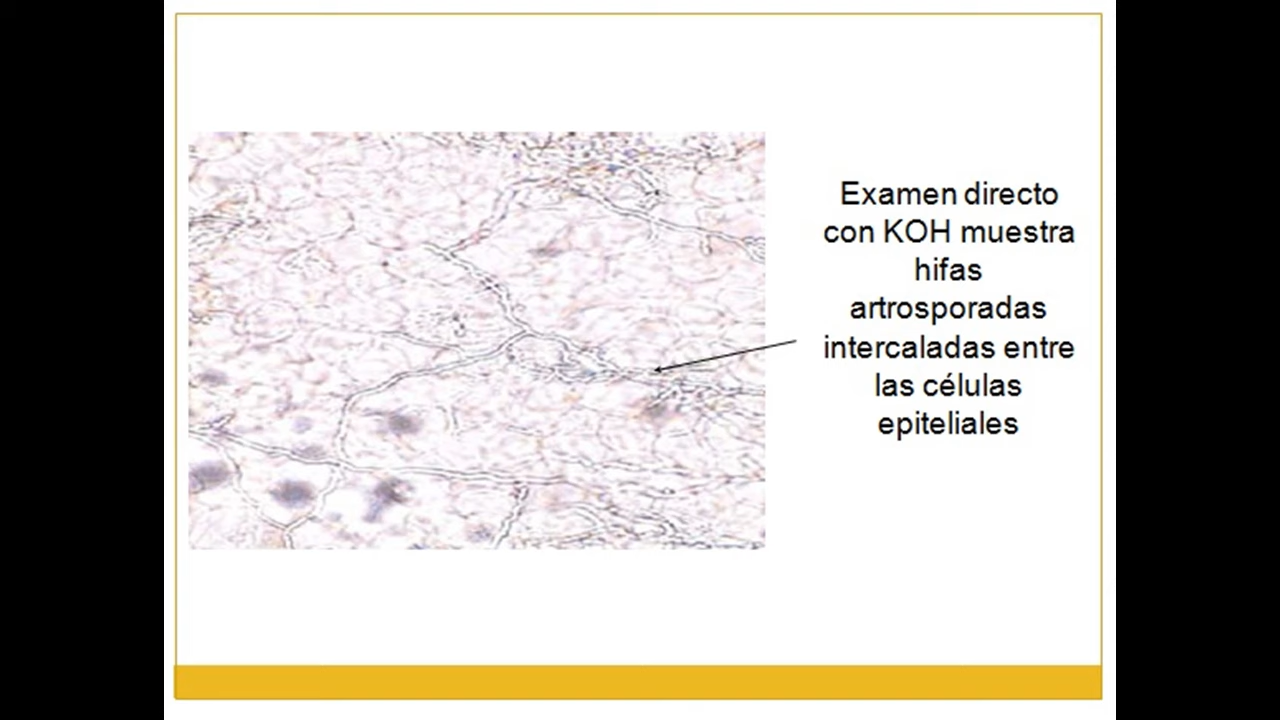 Examen directo
con KOH muestra
hifas
artrosporadas
intercaladas entre
las células
epiteliales